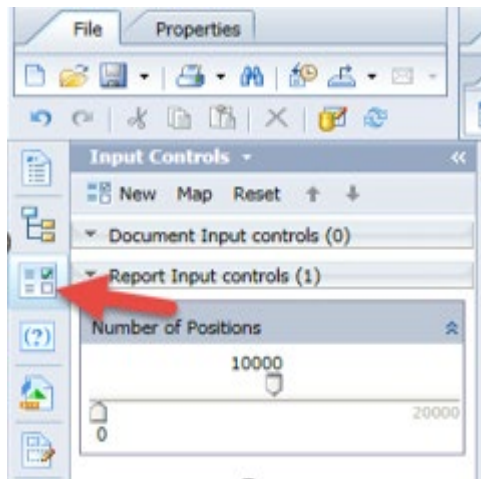 File Properties
Input Controls
New Map Reset
Document Input controls (0)
Report Input controls (1)
(?)
Number of Positions
10000
20000
0